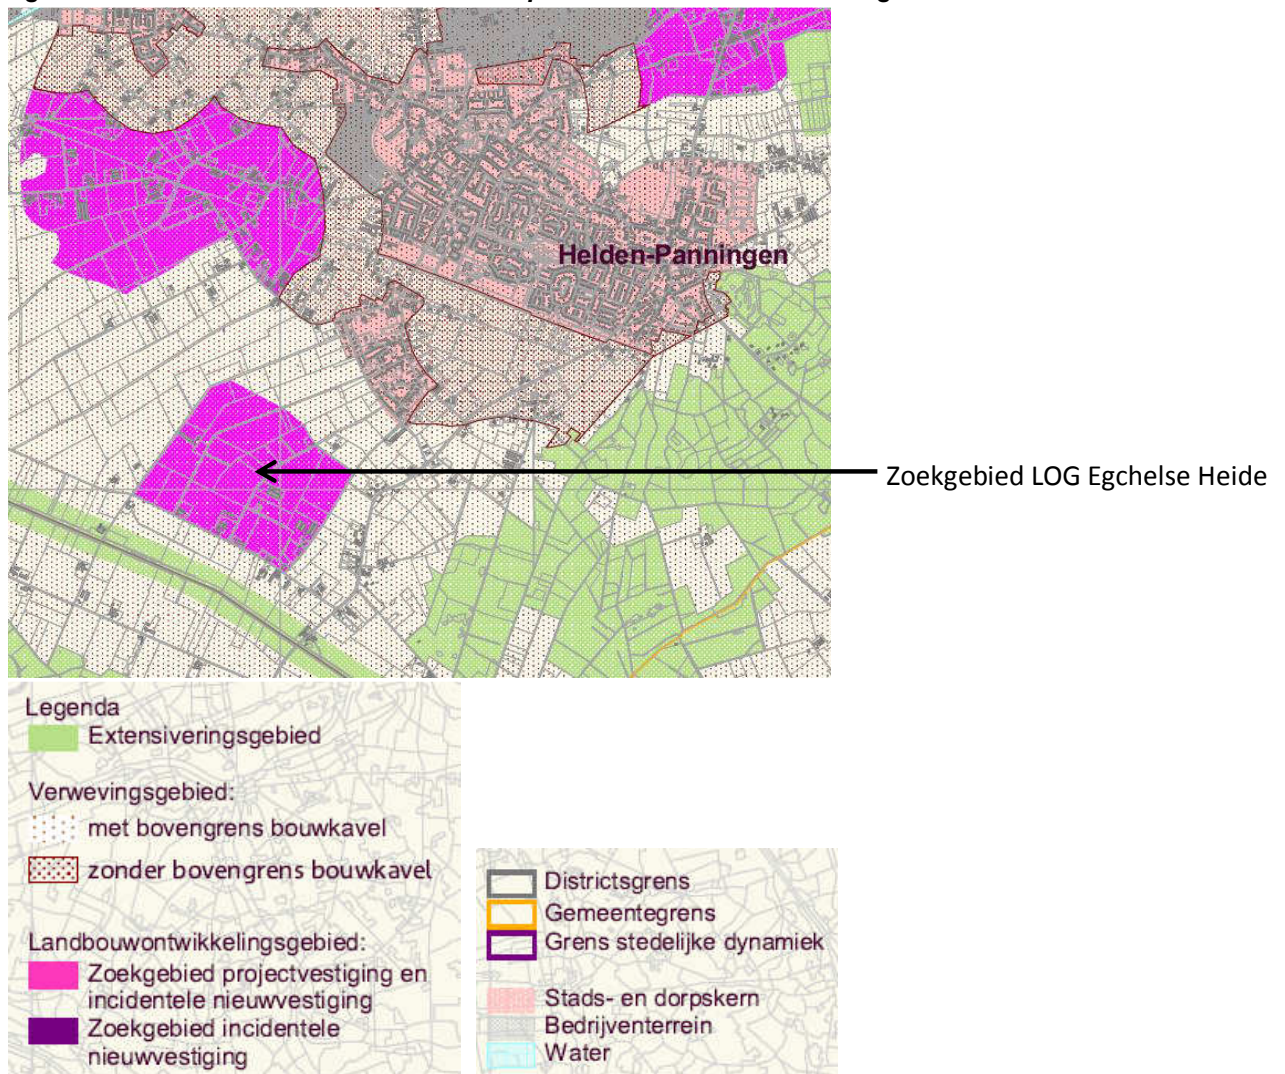 Helden-Panningen
Zoekgebied LOG Egchelse Heide
Legenda
Extensiveringsgebied
Verwevingsgebied:
met bovengrens bouwkavel
zonder bovengrens bouwkavel
Landbouwontwikkelingsgebied:
Zoekgebied projectvestiging en
incidentele nieuwvestiging
Zoekgebied incidentele
nieuwvestiging
Districtsgrens
Gemeentegrens
Grens stedelijke dynamiek
Stads- en dorpskern
Bedrijventerrein
Water